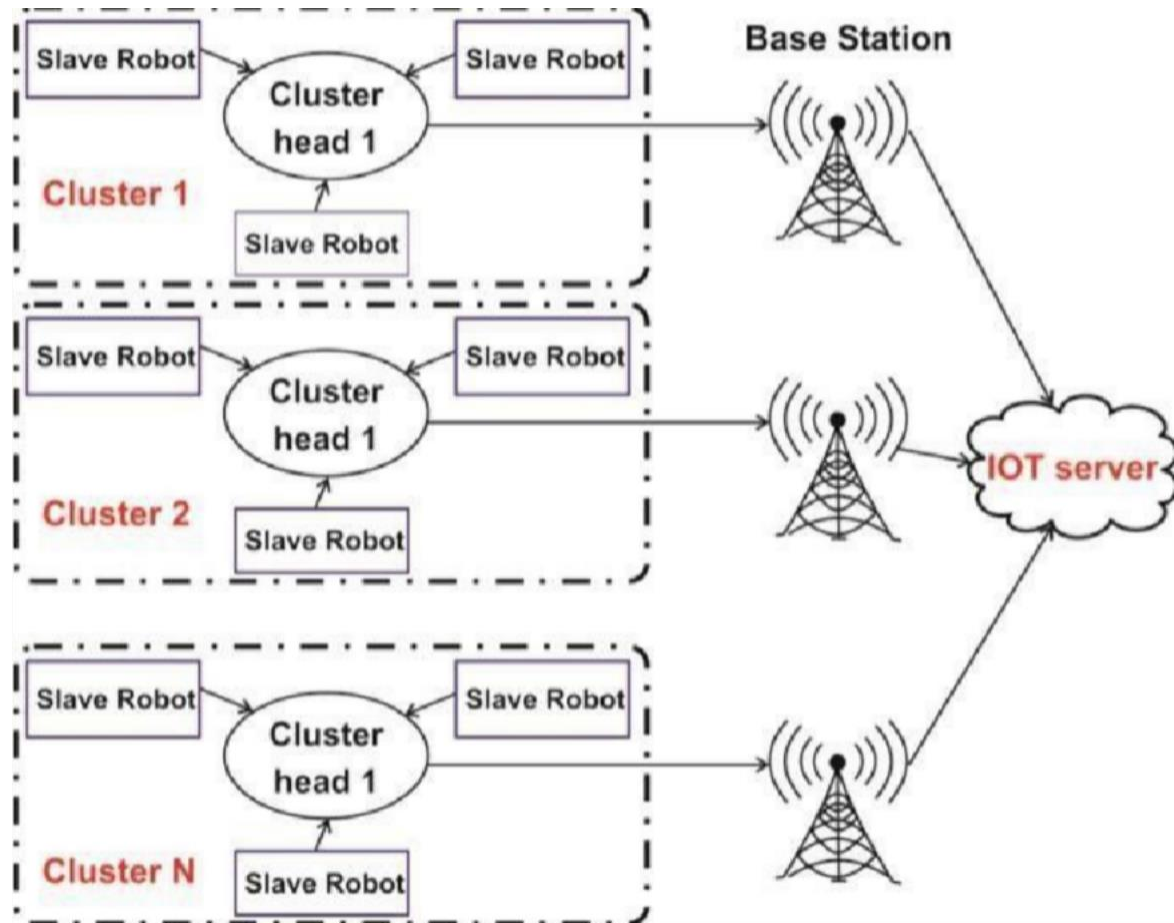 Slave Robot
Slave Robot
Base Station
Cluster
head 1
Cluster 1
Slave Robot
Slave Robot
Slave Robot
Cluster
head 1
IOT server
Cluster 2
Slave Robot
Slave Robot
Slave Robot
Cluster
head 1
Cluster N
Slave Robot